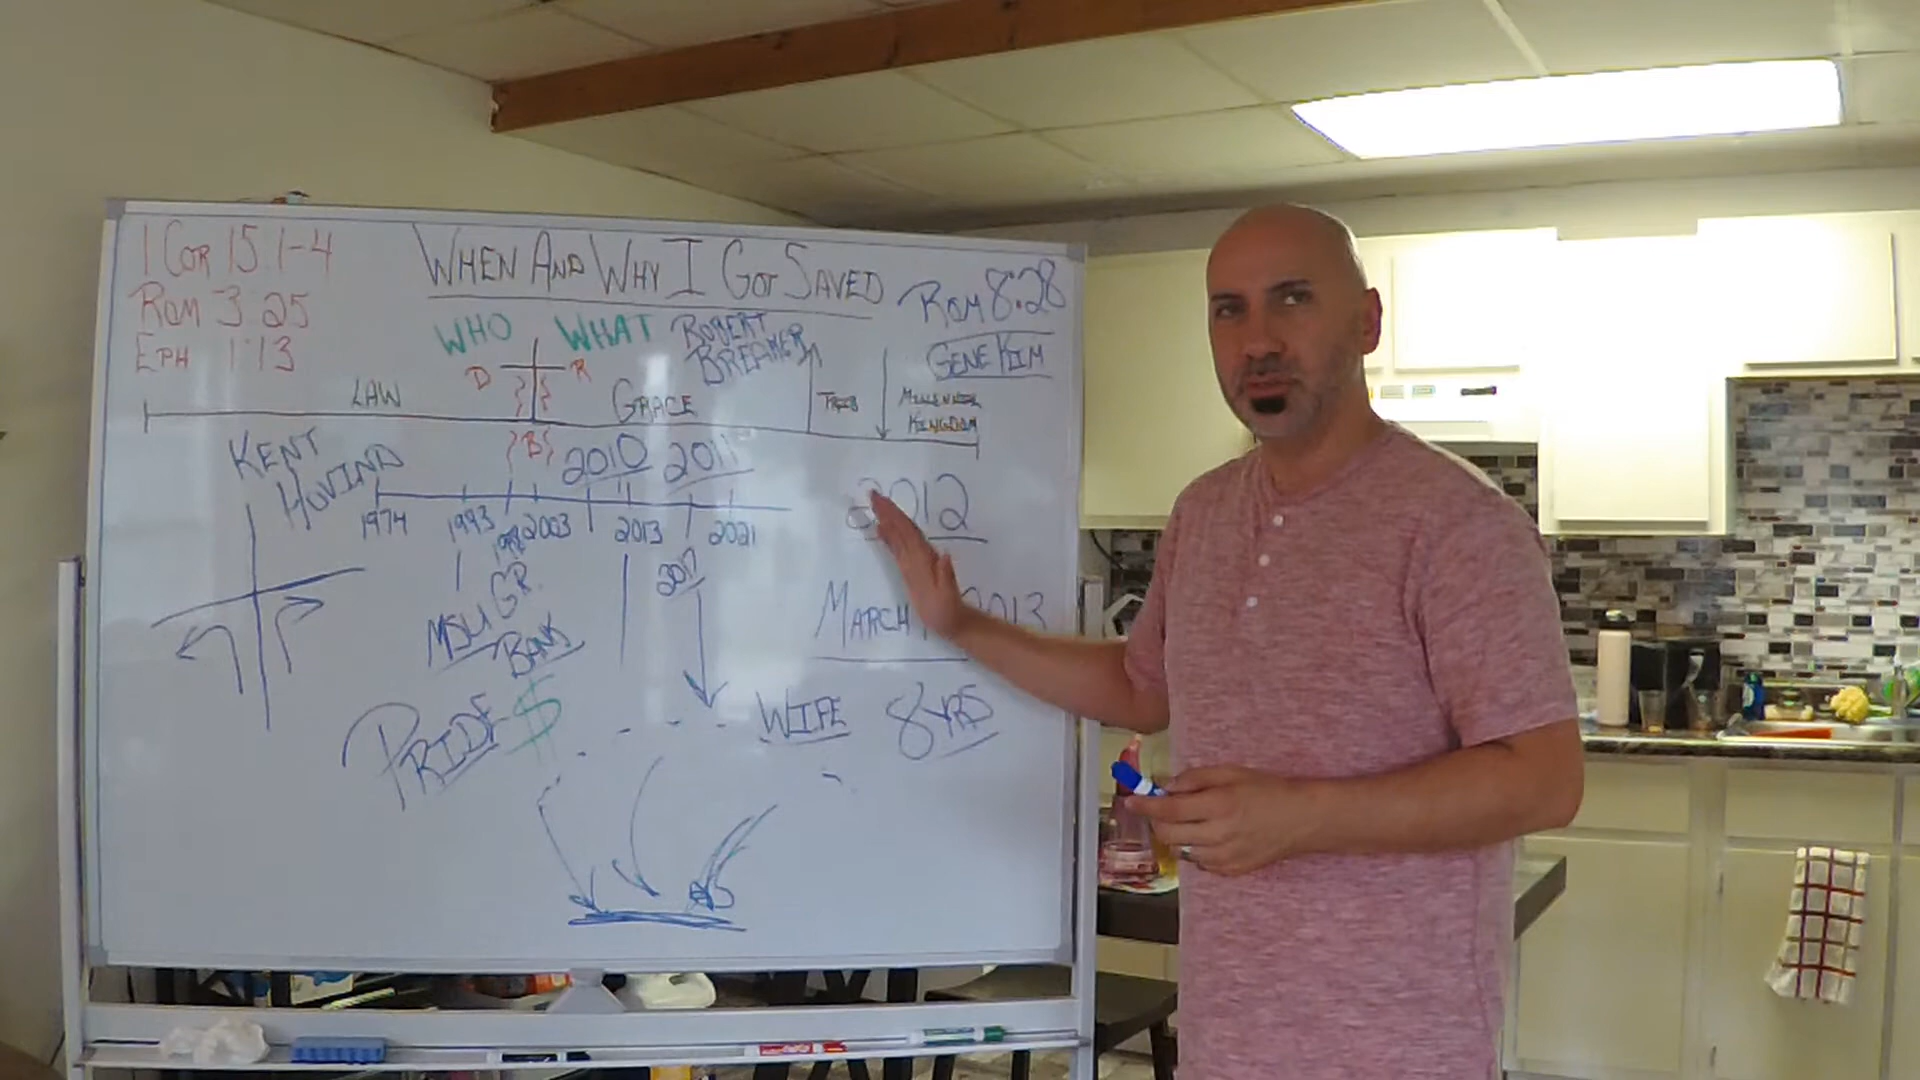 WHEN AND WHY I GOT SAVED
1 COR 15:1-4
ROM 3:25
EPH 1:13
ROM 8:28
GENE KIM
WHO WHAT
ROBERT
BREAKER
D R
LAW
GRACE
TRIB
MILLENNIAL
KINGDOM
B
KENT
HOVIND
2010 2011
1974 1993 1998 2003 2013 2021
2012
2017
MSU GR.
BANK
MARCH 2013
PRIDE - $
WIFE 8 YRS